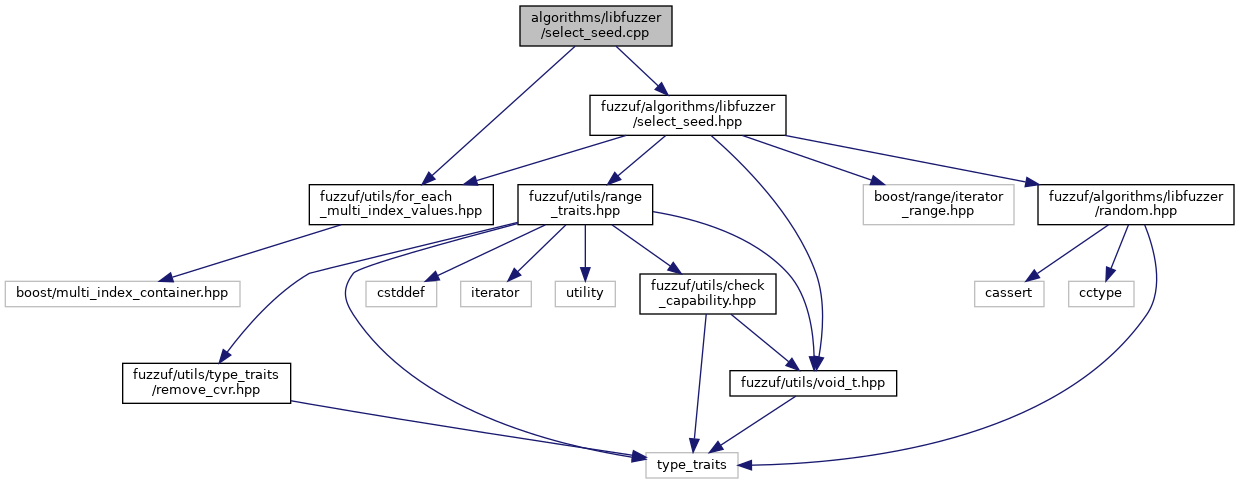 algorithms/libfuzzer
/select_seed.cpp
fuzzuf/algorithms/libfuzzer
/select_seed.hpp
fuzzuf/utils/for_each
_multi_index_values.hpp
fuzzuf/utils/range
_traits.hpp
boost/range/iterator
_range.hpp
fuzzuf/algorithms/libfuzzer
/random.hpp
boost/multi_index_container.hpp
cstddef
iterator
utility
fuzzuf/utils/check
_capability.hpp
cassert
cctype
fuzzuf/utils/type_traits
/remove_cvr.hpp
fuzzuf/utils/void_t.hpp
type_traits